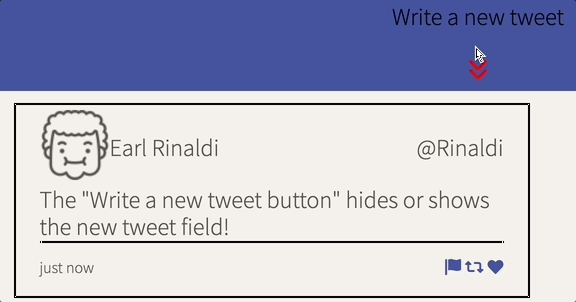 Write a new tweet
Earl Rinaldi @Rinaldi
The "Write a new tweet button" hides or shows
the new tweet field!
just now